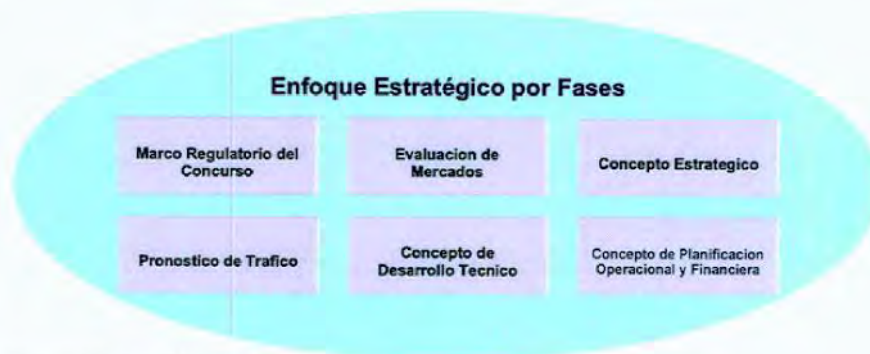 Enfoque Estratégico por Fases
Marco Regulatorio del
Concurso
Evaluacion de
Mercados
Concepto Estrategico
Pronostico de Trafico
Concepto de
Desarrollo Tecnico
Concepto de Planificacion
Operacional y Financiera